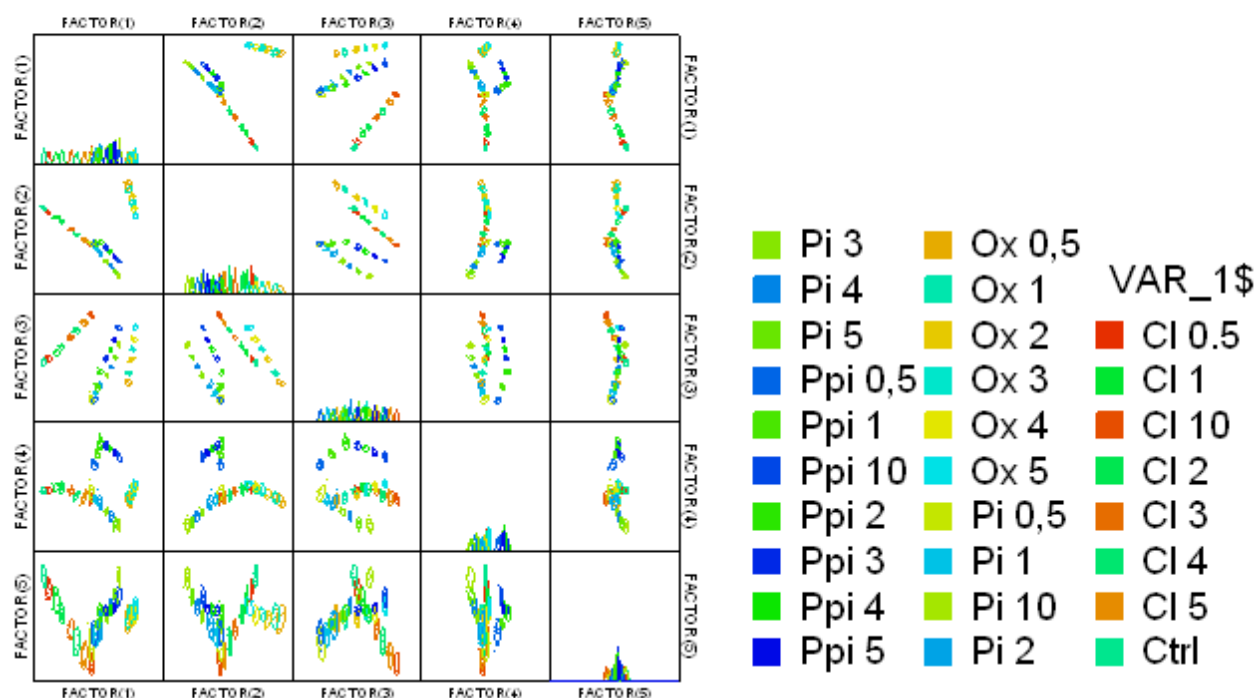 FACTOR(1) FACTOR(2) FACTOR(3) FACTOR(4) FACTOR(5)
FACTOR(1) FACTOR(1)
FACTOR(2) FACTOR(2)
FACTOR(3) FACTOR(3)
FACTOR(4) FACTOR(4)
FACTOR(5) FACTOR(5)
FACTOR(1) FACTOR(2) FACTOR(3) FACTOR(4) FACTOR(5)
Pi 3
Pi 4
Pi 5
Ppi 0,5
Ppi 1
Ppi 10
Ppi 2
Ppi 3
Ppi 4
Ppi 5
Ox 0,5
Ox 1
Ox 2
Ox 3
Ox 4
Ox 5
Pi 0,5
Pi 1
Pi 10
Pi 2
VAR_1$
Cl 0.5
Cl 1
Cl 10
Cl 2
Cl 3
Cl 4
Cl 5
Ctrl